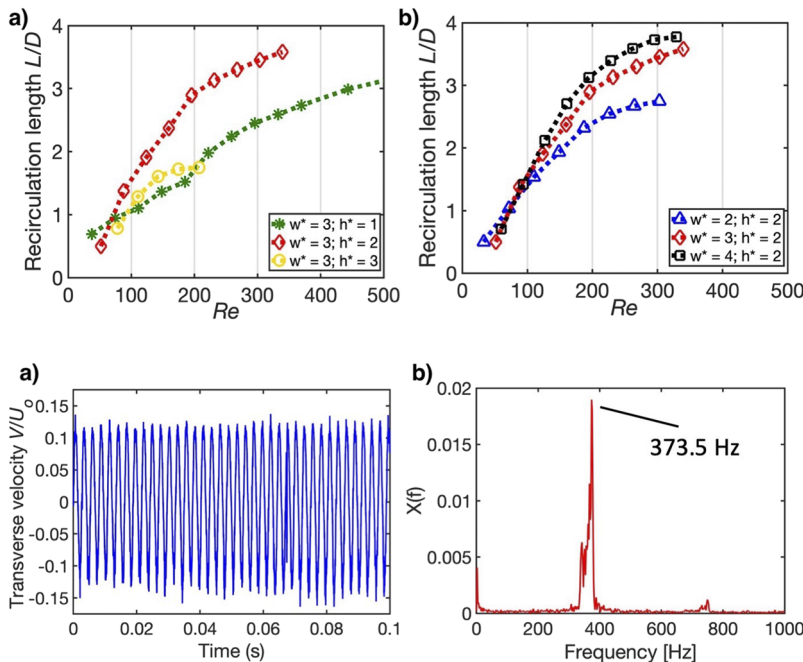 a)
b)
Recirculation length L/D
4
3
2
1
0
0 100 200 300 400 500
Re
w* = 3; h* = 1
w* = 3; h* = 2
w* = 3; h* = 3
Recirculation length L/D
4
3
2
1
0
0 100 200 300 400 500
Re
w* = 2; h* = 2
w* = 3; h* = 2
w* = 4; h* = 2
a)
b)
Transverse velocity V/Uo
0.15
0.1
0.05
0
-0.05
-0.1
-0.15
0 0.02 0.04 0.06 0.08 0.1
Time (s)
X(f)
0.02
0.015
0.01
0.005
0
373.5 Hz
0 200 400 600 800 1000
Frequency [Hz]